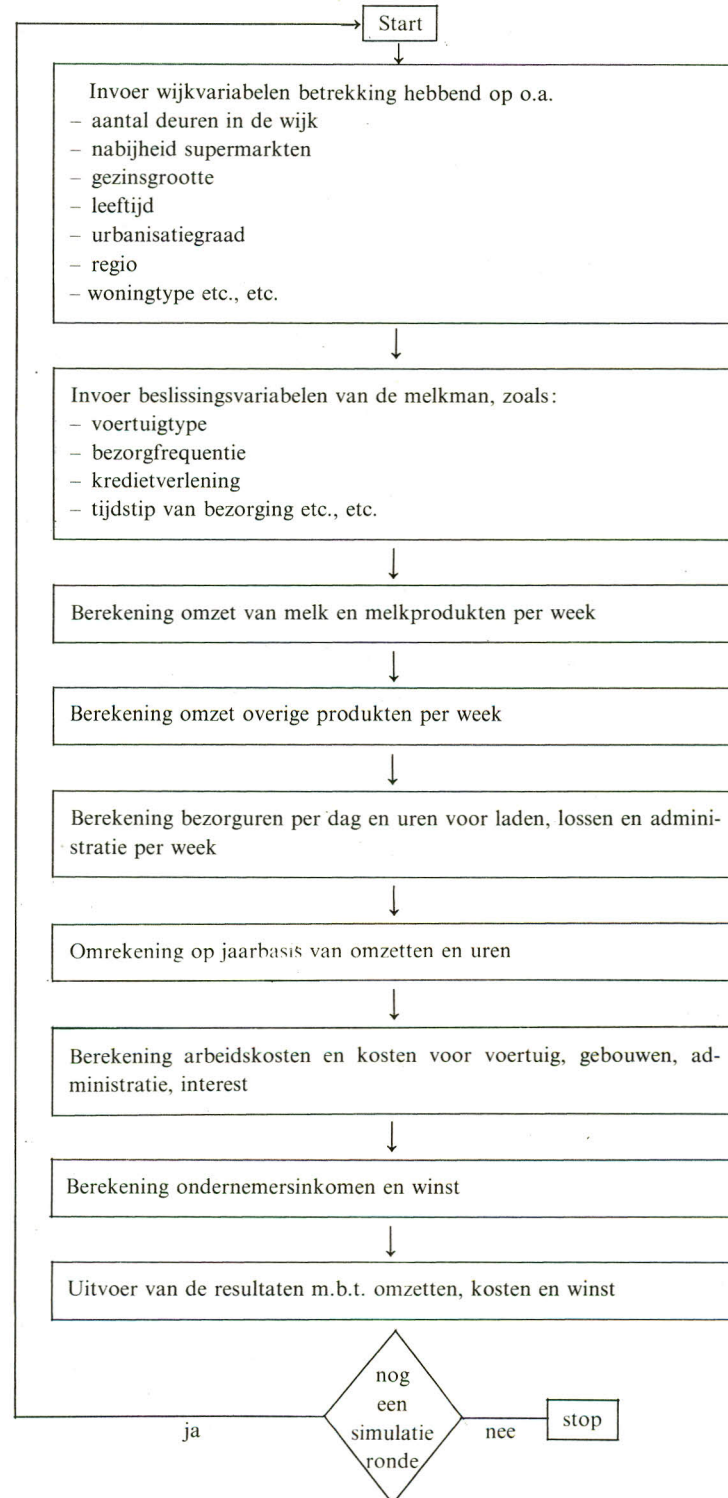 Start
Invoer wijkvariabelen betrekking hebbend op o.a.
– aantal deuren in de wijk
– nabijheid supermarkten
– gezinsgrootte
– leeftijd
– urbanisatiegraad
– regio
– woningtype etc., etc.
Invoer beslissingsvariabelen van de melkman, zoals:
– voertuigtype
– bezorgfrequentie
– kredietverlening
– tijdstip van bezorging etc., etc.
Berekening omzet van melk en melkprodukten per week
Berekening omzet overige produkten per week
Berekening bezorguren per dag en uren voor laden, lossen en admini-
stratie per week
Omrekening op jaarbasis van omzetten en uren
Berekening arbeidskosten en kosten voor voertuig, gebouwen, ad-
ministratie, interest
Berekening ondernemersinkomen en winst
Uitvoer van de resultaten m.b.t. omzetten, kosten en winst
nog
een
simulatie
ronde
ja
nee
stop